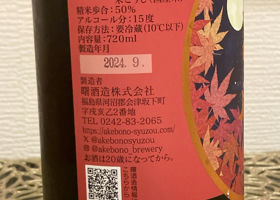 精米歩合：50%
アルコール分：15度
保存方法：要冷蔵(10℃以下)
内容量：720ml
製造年月
2024. 9.
製造者
曙酒造株式会社
福島県河沼郡会津坂下町
字戌亥乙2番地
TEL 0242-83-2065
https://akebono-syuzou.com/
@akebonosyuzou
@akebono_brewery
お酒は20歳になってから。